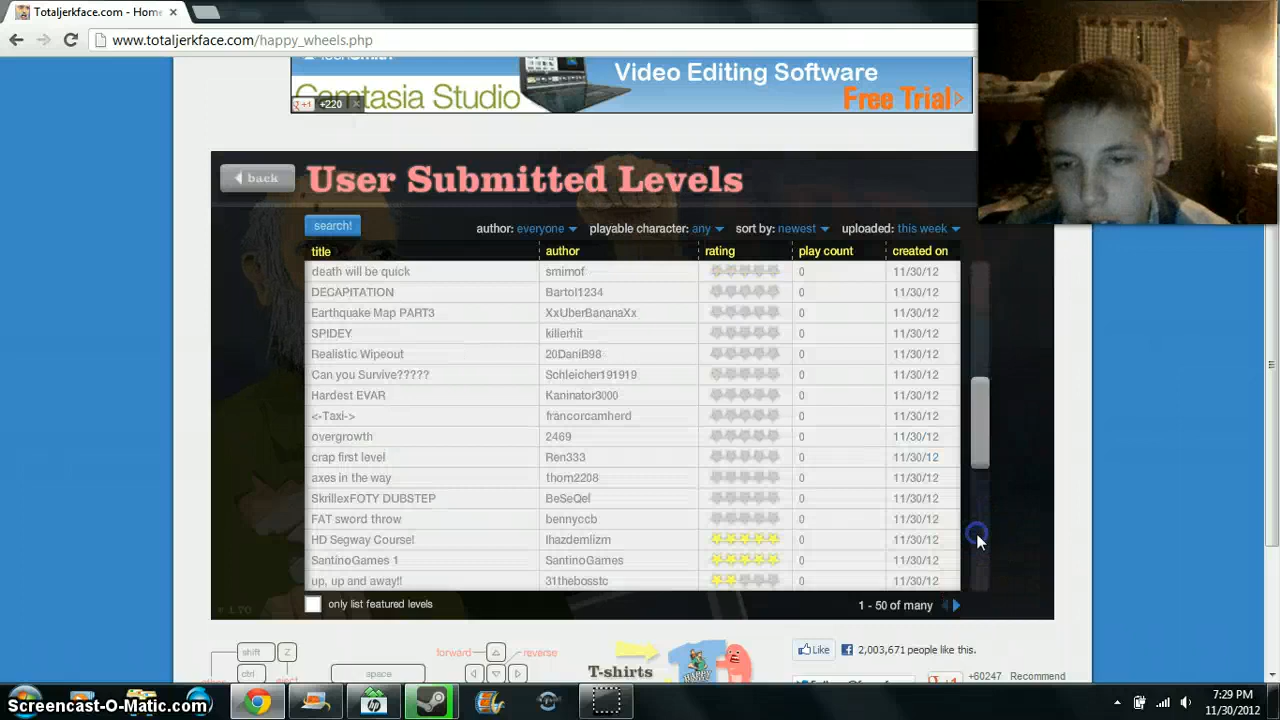 Totaljerkface.com - Home
www.totaljerkface.com/happy_wheels.php
Camtasia Studio
Video Editing Software
Free Trial
+1 +220
back
User Submitted Levels
search!
author: everyone playable character: any sort by: newest uploaded: this week
title author rating play count created on
death will be quick smirnof 0 11/30/12
DECAPITATION Bartol1234 0 11/30/12
Earthquake Map PART3 XxUberBananaXx 0 11/30/12
SPIDEY killerhit 0 11/30/12
Realistic Wipeout 20DaniB98 0 11/30/12
Can you Survive????? Schleicher191919 0 11/30/12
Hardest EVAR Kaninator3000 0 11/30/12
<-Taxi-> francorcamherd 0 11/30/12
overgrowth 2469 0 11/30/12
crap first level Ren333 0 11/30/12
axes in the way thom2208 0 11/30/12
SkrillexFOTY DUBSTEP BeSeQef 0 11/30/12
FAT sword throw bennyccb 0 11/30/12
HD Segway Course! lhazdemlizm 0 11/30/12
SantinoGames 1 SantinoGames 0 11/30/12
up, up and away!! 31thebosstc 0 11/30/12
only list featured levels 1 - 50 of many
v 1.70
shift Z forward reverse
ctrl eject space
T-shirts
Like 2,003,671 people like this.
+60247 Recommend
Screencast-O-Matic.com
7:29 PM
11/30/2012